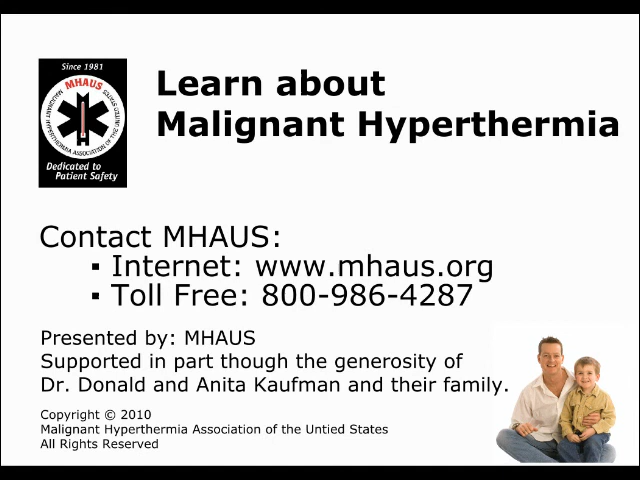 Since 1981
MHAUS
MALIGNANT HYPERTHERMIA ASSOCIATION OF THE UNITED STATES
Dedicated to
Patient Safety
Learn about
Malignant Hyperthermia
Contact MHAUS:
▪ Internet: www.mhaus.org
▪ Toll Free: 800-986-4287
Presented by: MHAUS
Supported in part though the generosity of
Dr. Donald and Anita Kaufman and their family.
Copyright © 2010
Malignant Hyperthermia Association of the Untied States
All Rights Reserved